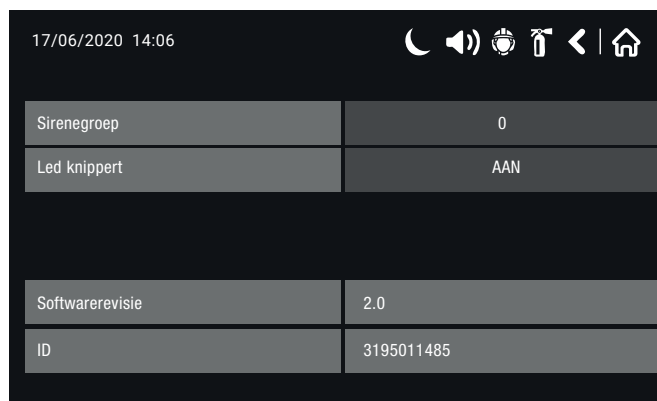 17/06/2020 14:06
Sirenegroep 0
Led knippert AAN
Softwarerevisie 2.0
ID 3195011485